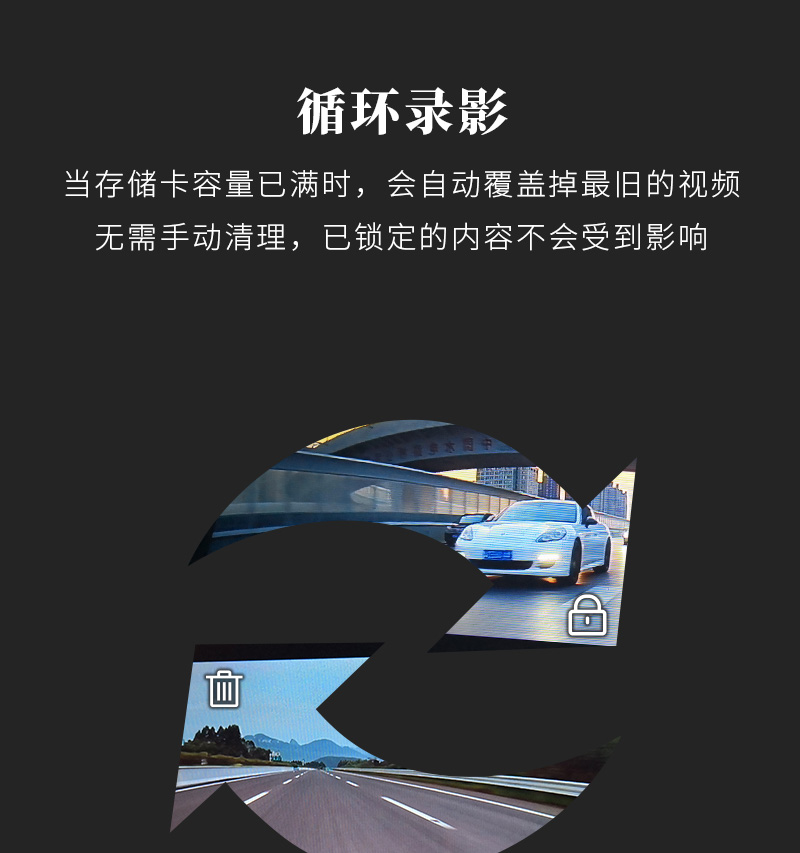 循环录影
当存储卡容量已满时，会自动覆盖掉最旧的视频
无需手动清理，已锁定的内容不会受到影响